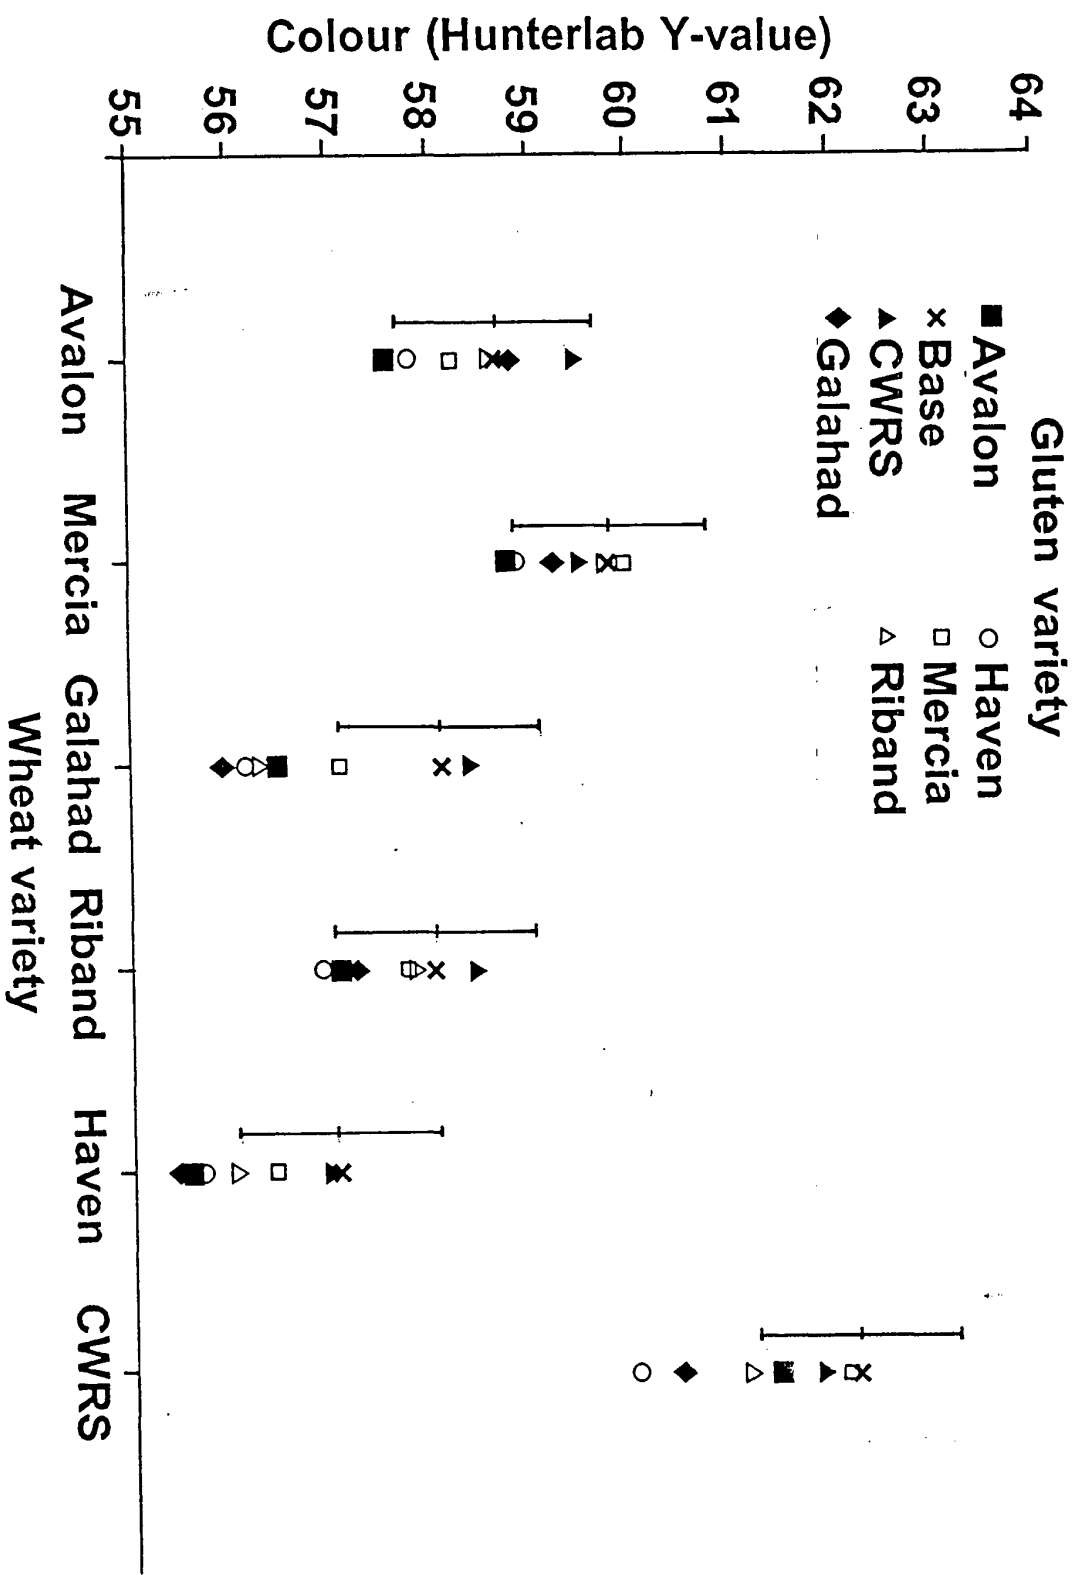 Gluten variety
Avalon
Haven
Base
Mercia
CWRS
Riband
Galahad
Colour (Hunterlab Y-value)
64
63
62
61
60
59
58
57
56
55
Avalon Mercia Galahad Riband Haven CWRS
Wheat variety